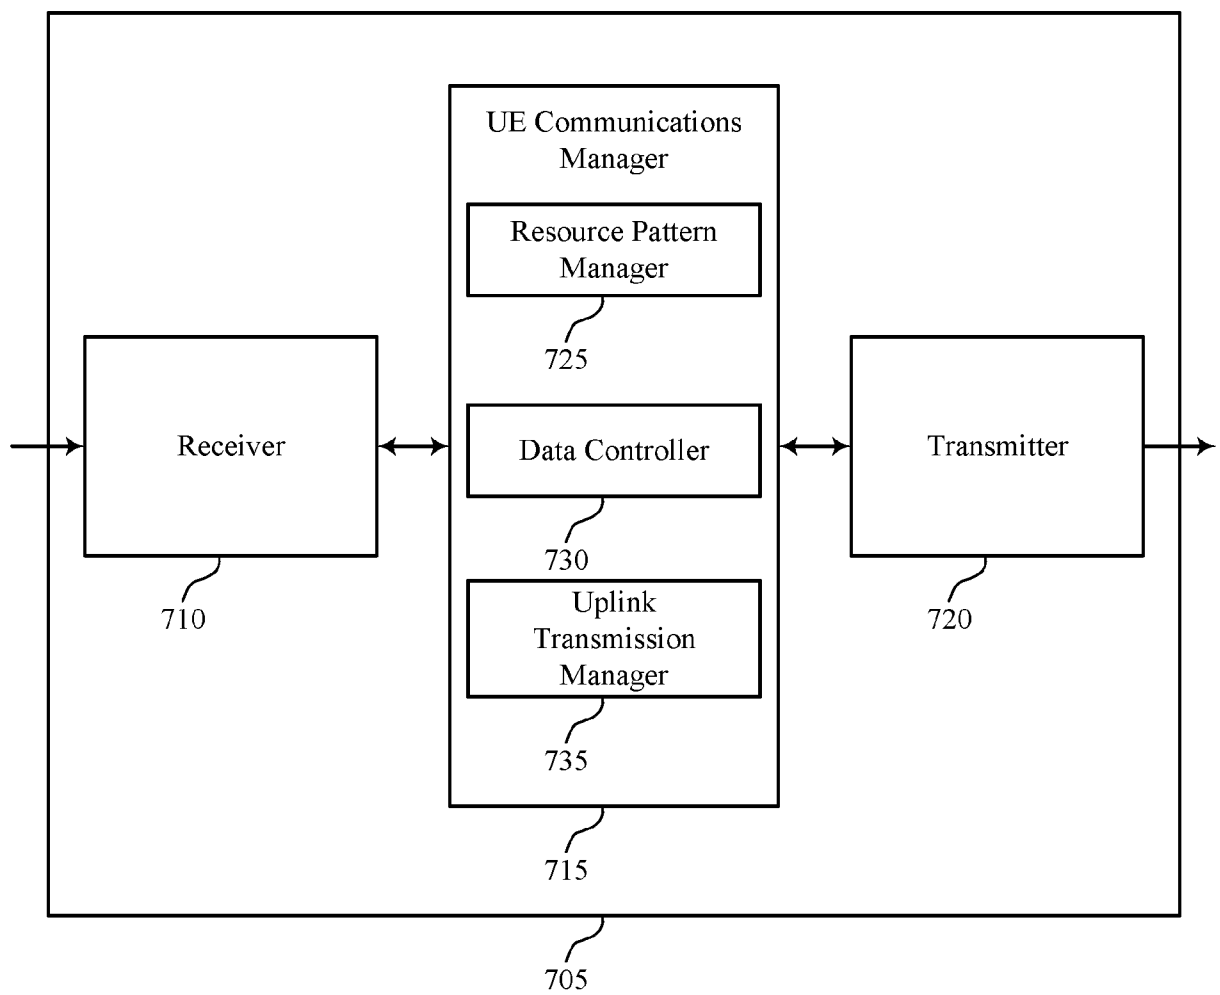 UE Communications
Manager
Resource Pattern
Manager
725
Receiver
710
Data Controller
730
Transmitter
720
Uplink
Transmission
Manager
735
715
705